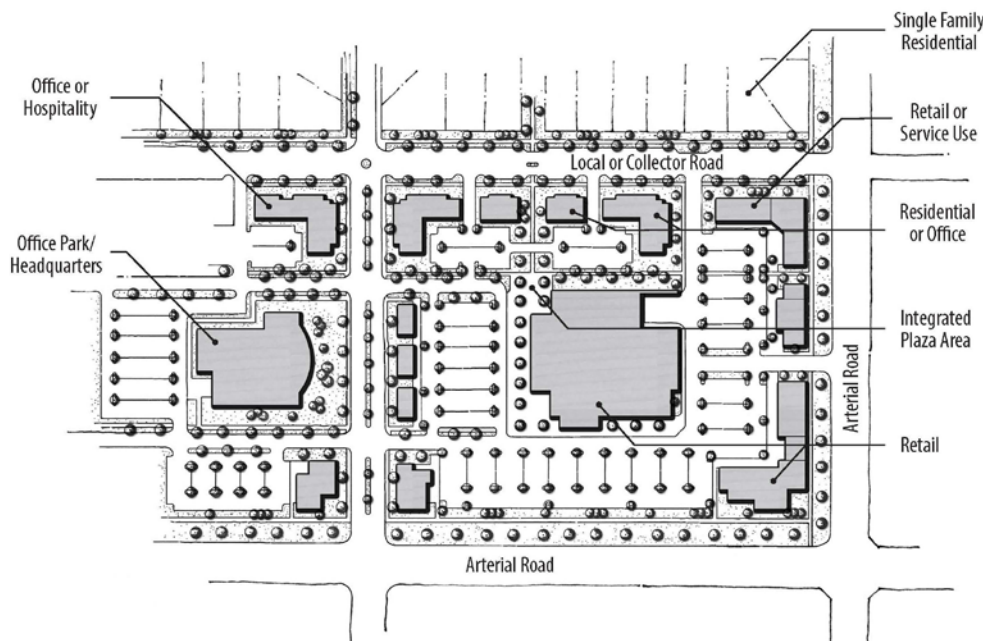 Single Family
Residential
Office or
Hospitality
Retail or
Service Use
Local or Collector Road
Residential
or Office
Office Park/
Headquarters
Integrated
Plaza Area
Arterial Road
Retail
Arterial Road